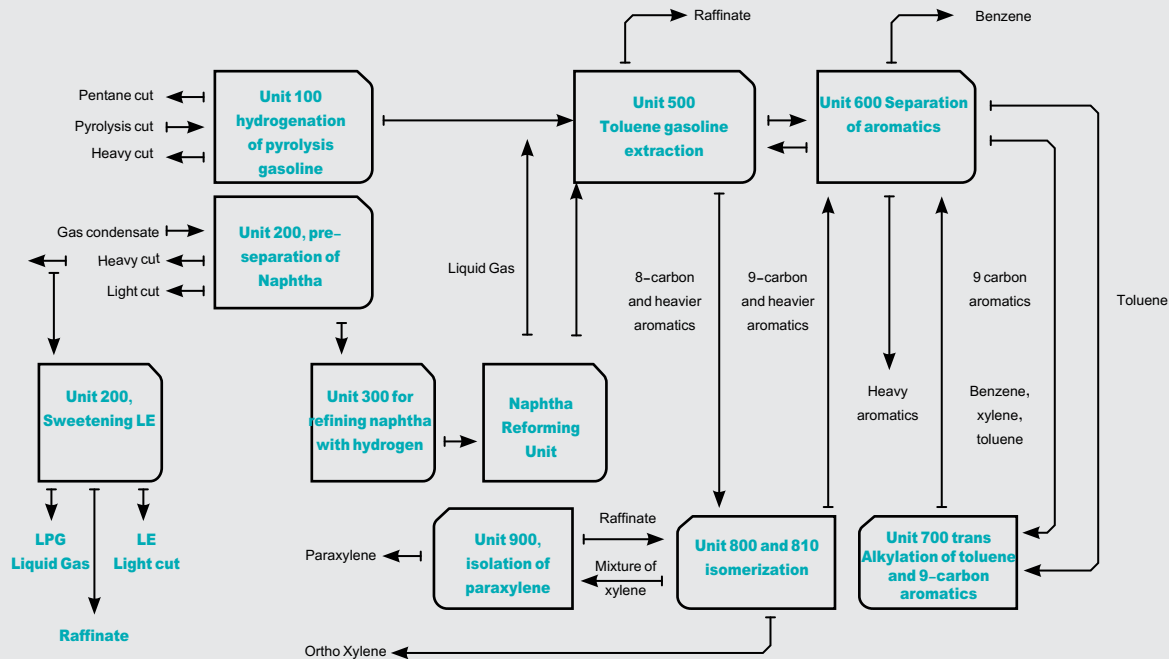 Raffinate
Benzene
Pentane cut
Pyrolysis cut
Heavy cut
Unit 100
hydrogenation
of pyrolysis
gasoline
Unit 500
Toluene gasoline
extraction
Unit 600 Separation
of aromatics
Gas condensate
Heavy cut
Light cut
Unit 200, pre-
separation of
Naphtha
Liquid Gas
8-carbon
and heavier
aromatics
9-carbon
and heavier
aromatics
9 carbon
aromatics
Toluene
Unit 200,
Sweetening LE
Unit 300 for
refining naphtha
with hydrogen
Naphtha
Reforming
Unit
Heavy
aromatics
Benzene,
xylene,
toluene
LPG
Liquid Gas
LE
Light cut
Raffinate
Paraxylene
Unit 900,
isolation of
paraxylene
Raffinate
Mixture of
xylene
Unit 800 and 810
isomerization
Unit 700 trans
Alkylation of toluene
and 9-carbon
aromatics
Ortho Xylene